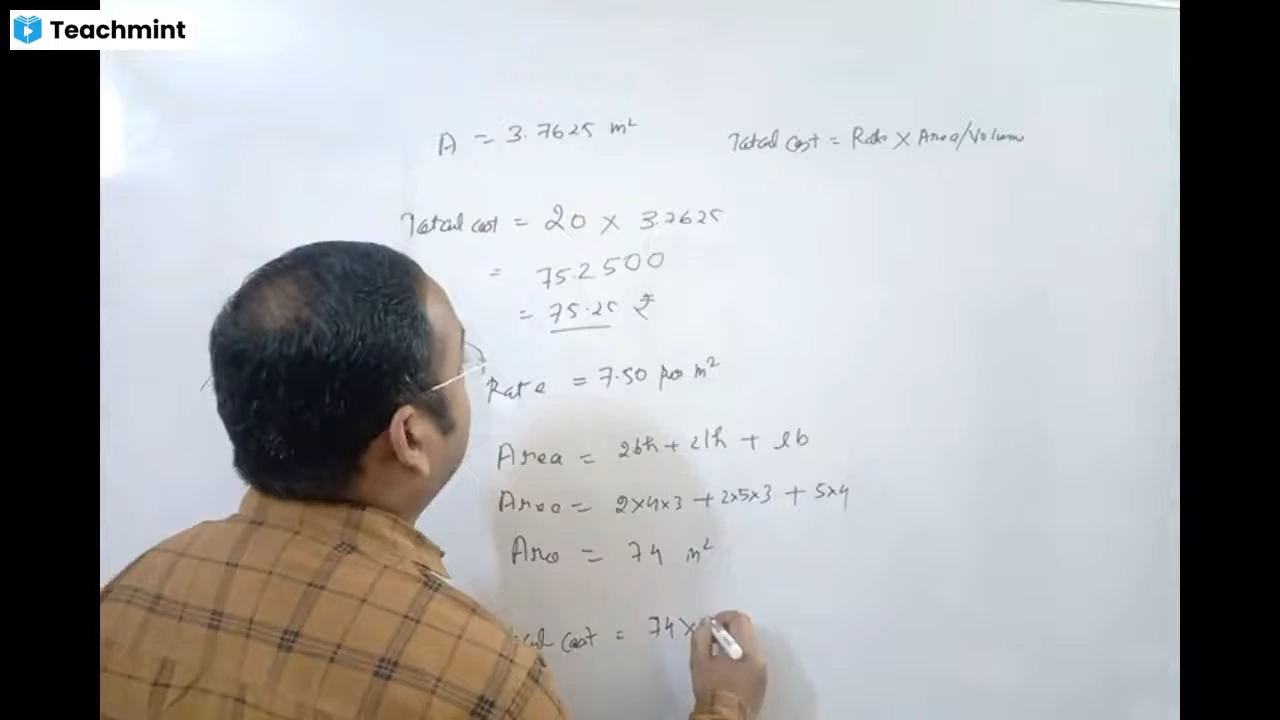 Teachmint
A = 3.7625 m²
Total cost = Rate × Area/Volum
Total cost = 20 × 3.7625
= 75.2500
= 75.25 ₹
Rate = 7.50 per m²
Area = 2bh + 2lh + lb
Area = 2×4×3 + 2×5×3 + 5×4
Area = 74 m²
cost = 74×